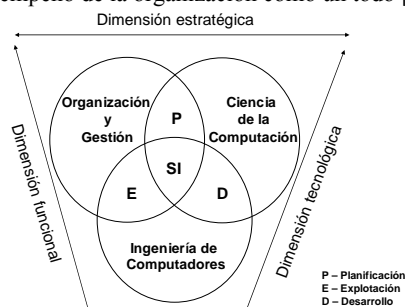 empeño de la organización como un todo
Dimensión estratégica
Organización
y
Gestión
P
Ciencia
de la
Computación
SI
E
D
Ingeniería de
Computadores
Dimensión funcional
Dimensión tecnológica
P – Planificación
E – Explotación
D – Desarrollo